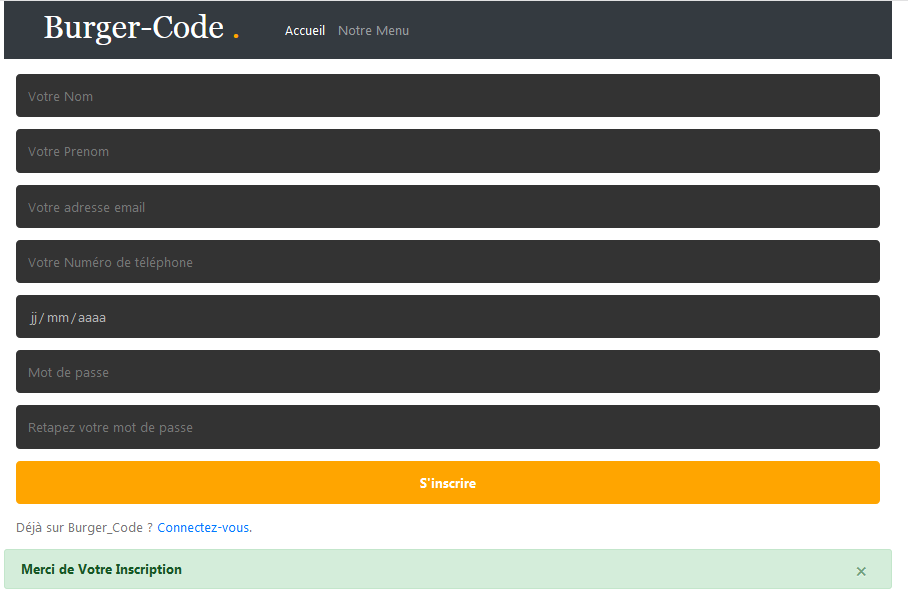 Burger-Code .
Accueil Notre Menu
Votre Nom
Votre Prenom
Votre adresse email
Votre Numéro de téléphone
jj/mm/aaaa
Mot de passe
Retapez votre mot de passe
S'inscrire
Déjà sur Burger_Code ? Connectez-vous.
Merci de Votre Inscription ×